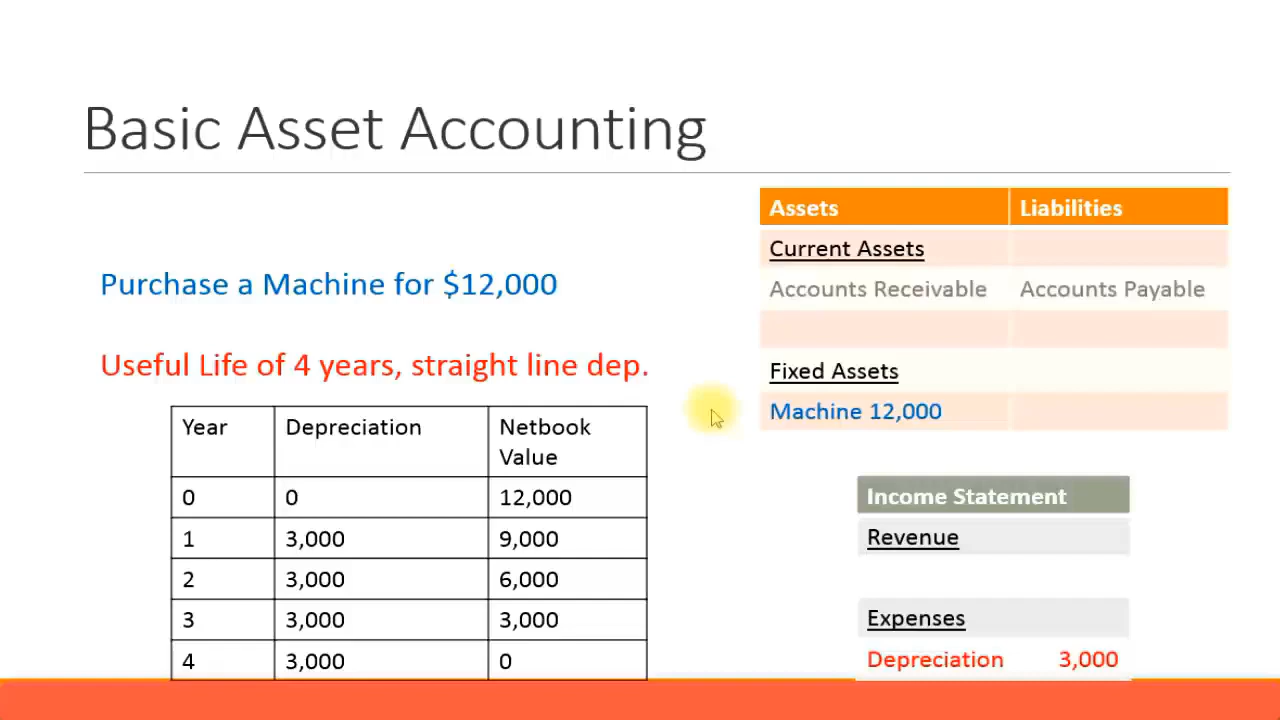 Basic Asset Accounting
Purchase a Machine for $12,000
Useful Life of 4 years, straight line dep.
Year Depreciation Netbook
Value
0 0 12,000
1 3,000 9,000
2 3,000 6,000
3 3,000 3,000
4 3,000 0
Assets Liabilities
Current Assets
Accounts Receivable Accounts Payable
Fixed Assets
Machine 12,000
Income Statement
Revenue
Expenses
Depreciation 3,000